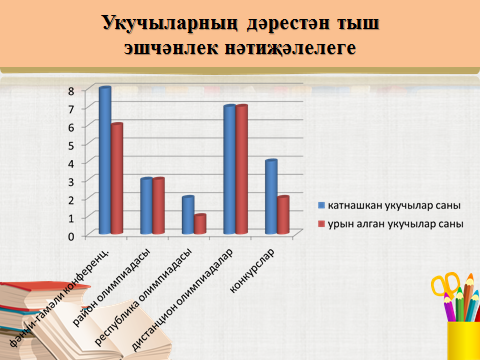 Укучыларның дәрестән тыш
эшчәнлек нәтиҗәлелеге
8
7
6
5
4
3
2
1
0
фәнни-гамәли конференц.
район олимпиадасы
республика олимпиадасы
дистанцион олимпиадалар
конкурслар
катнашкан укучылар саны
урын алган укучылар саны